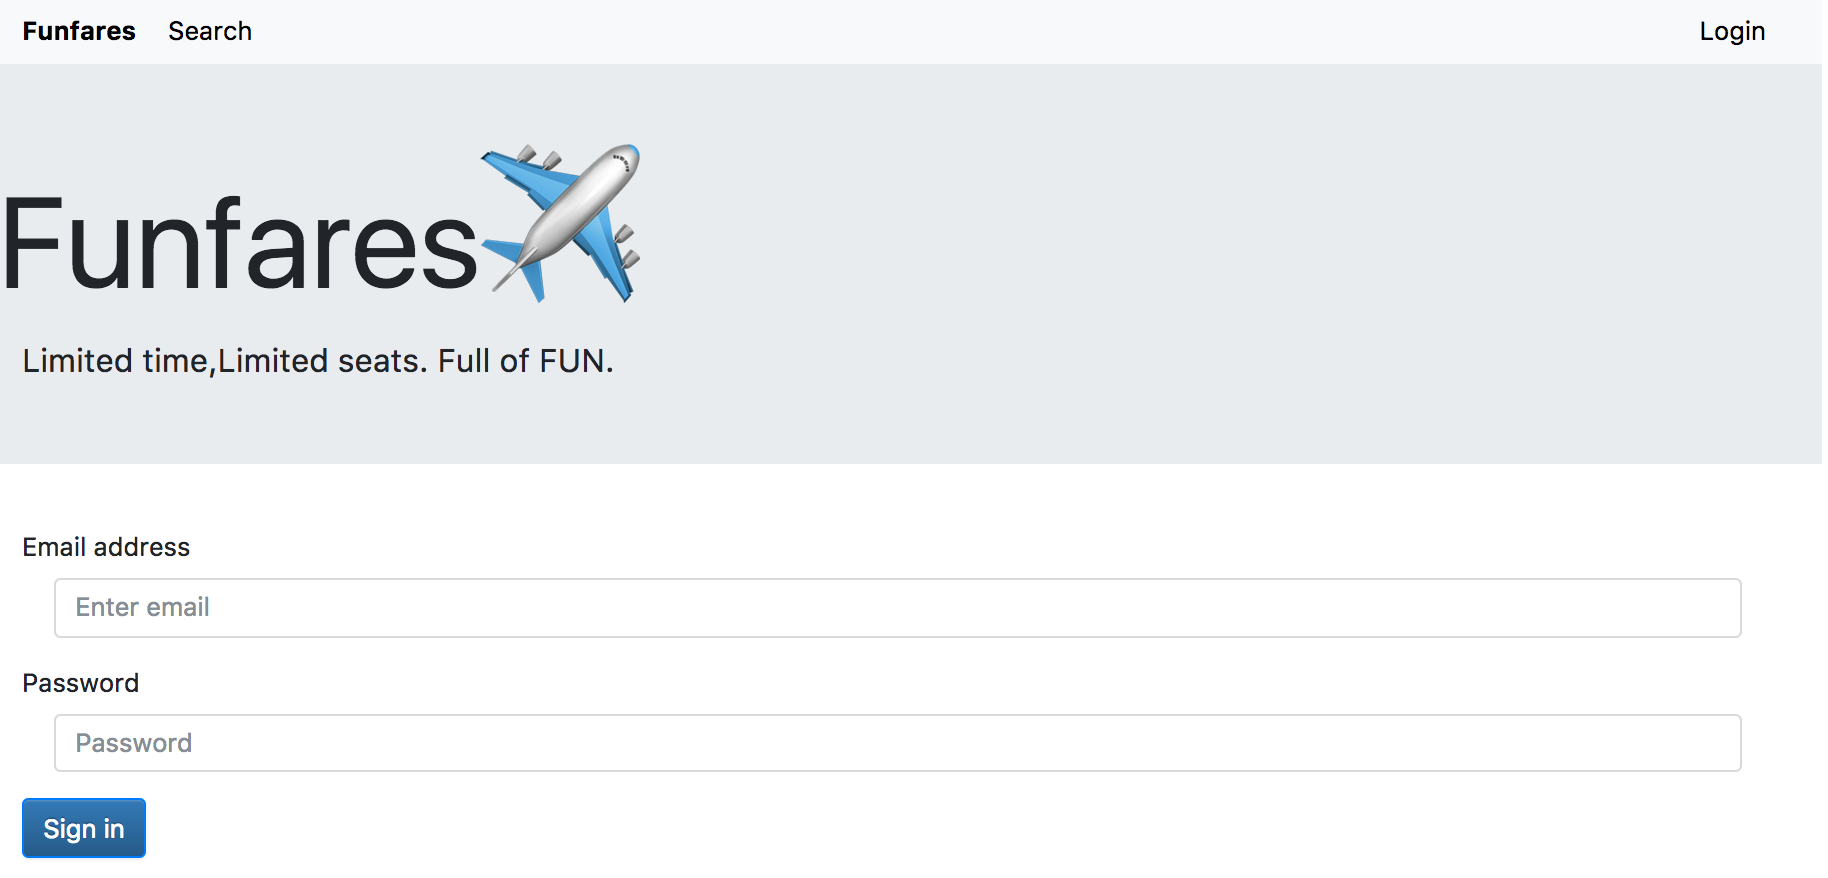 Funfares Search Login
Funfares
Limited time,Limited seats. Full of FUN.
Email address
Enter email
Password
Password
Sign in